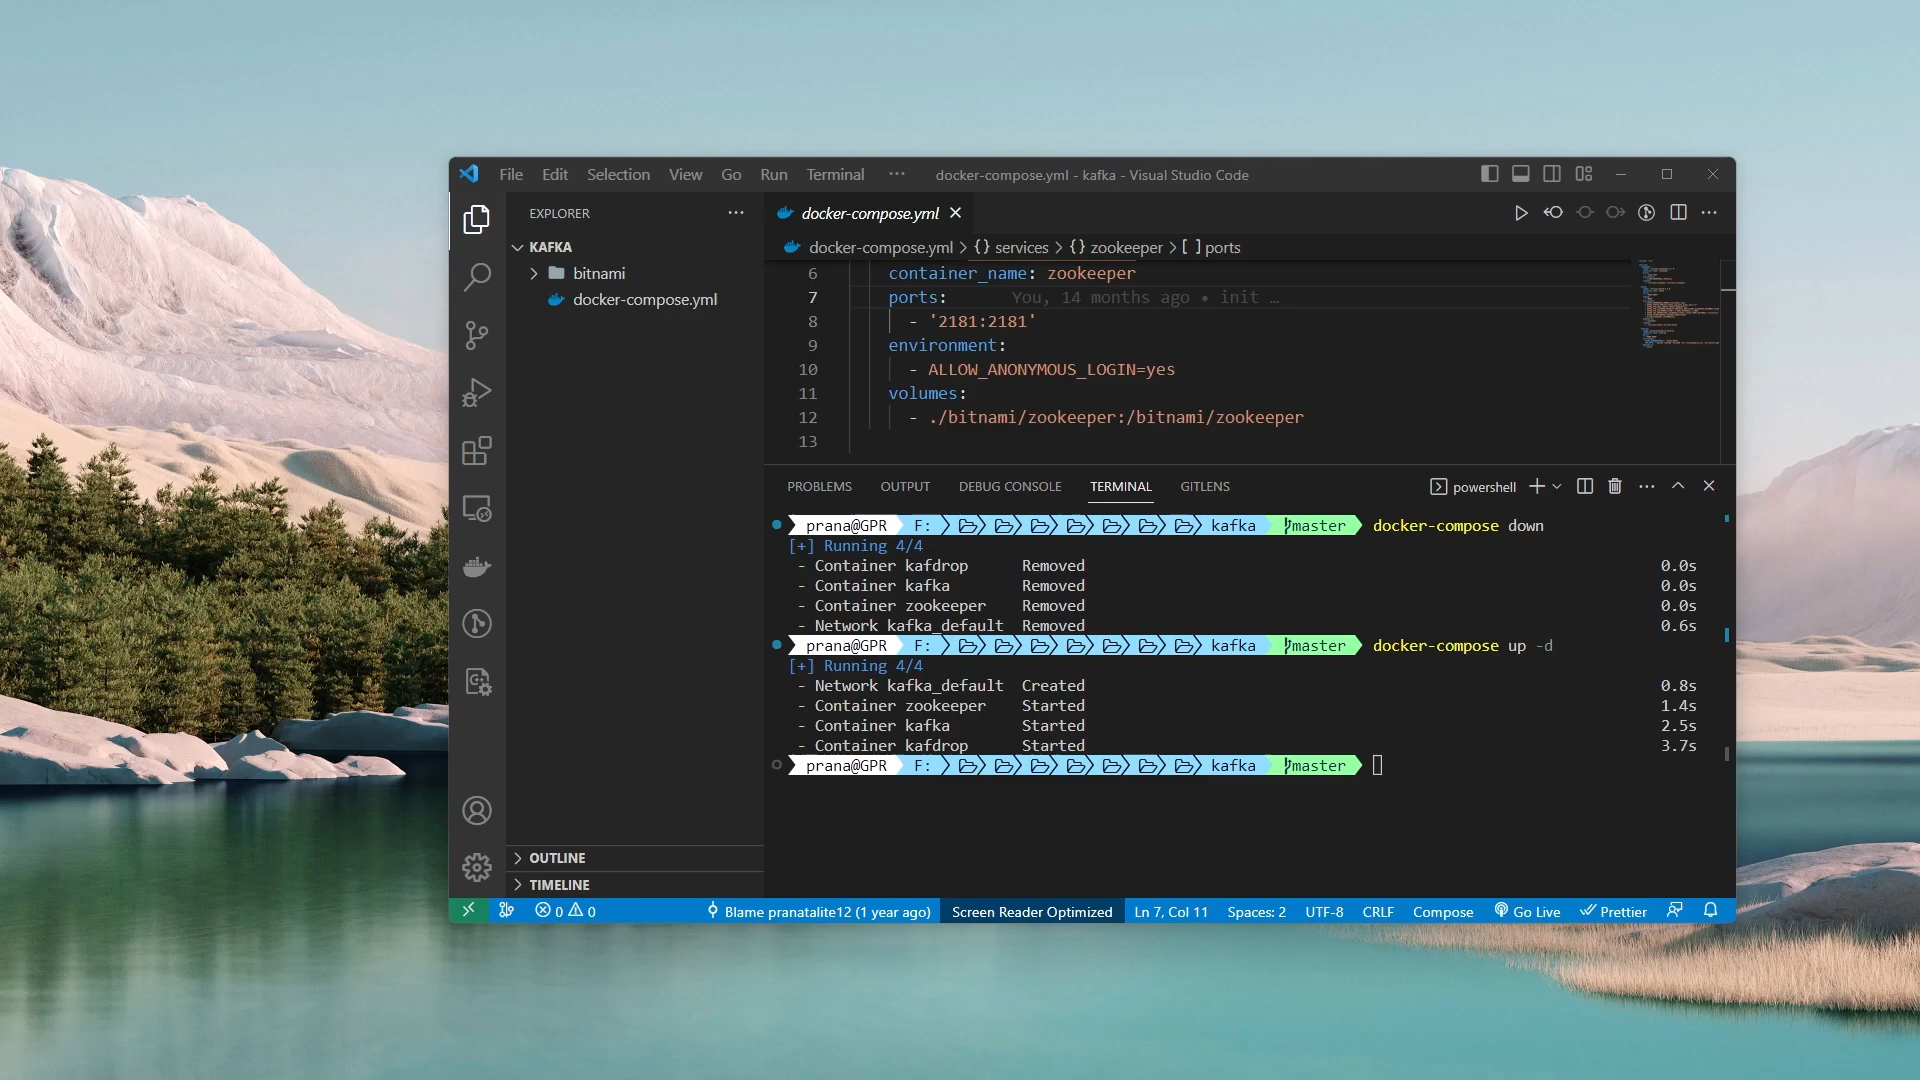 File Edit Selection View Go Run Terminal ··· docker-compose.yml - kafka - Visual Studio Code
EXPLORER
KAFKA
bitnami
docker-compose.yml
OUTLINE
TIMELINE
docker-compose.yml
docker-compose.yml > {} services > {} zookeeper > [ ] ports
6 container_name: zookeeper
7 ports: You, 14 months ago • init …
8 - '2181:2181'
9 environment:
10 - ALLOW_ANONYMOUS_LOGIN=yes
11 volumes:
12 - ./bitnami/zookeeper:/bitnami/zookeeper
13
PROBLEMS OUTPUT DEBUG CONSOLE TERMINAL GITLENS powershell
prana@GPR F: kafka master docker-compose down
[+] Running 4/4
- Container kafdrop Removed 0.0s
- Container kafka Removed 0.0s
- Container zookeeper Removed 0.0s
- Network kafka_default Removed 0.6s
prana@GPR F: kafka master docker-compose up -d
[+] Running 4/4
- Network kafka_default Created 0.8s
- Container zookeeper Started 1.4s
- Container kafka Started 2.5s
- Container kafdrop Started 3.7s
prana@GPR F: kafka master
0 0 Blame pranatalite12 (1 year ago) Screen Reader Optimized Ln 7, Col 11 Spaces: 2 UTF-8 CRLF Compose Go Live Prettier